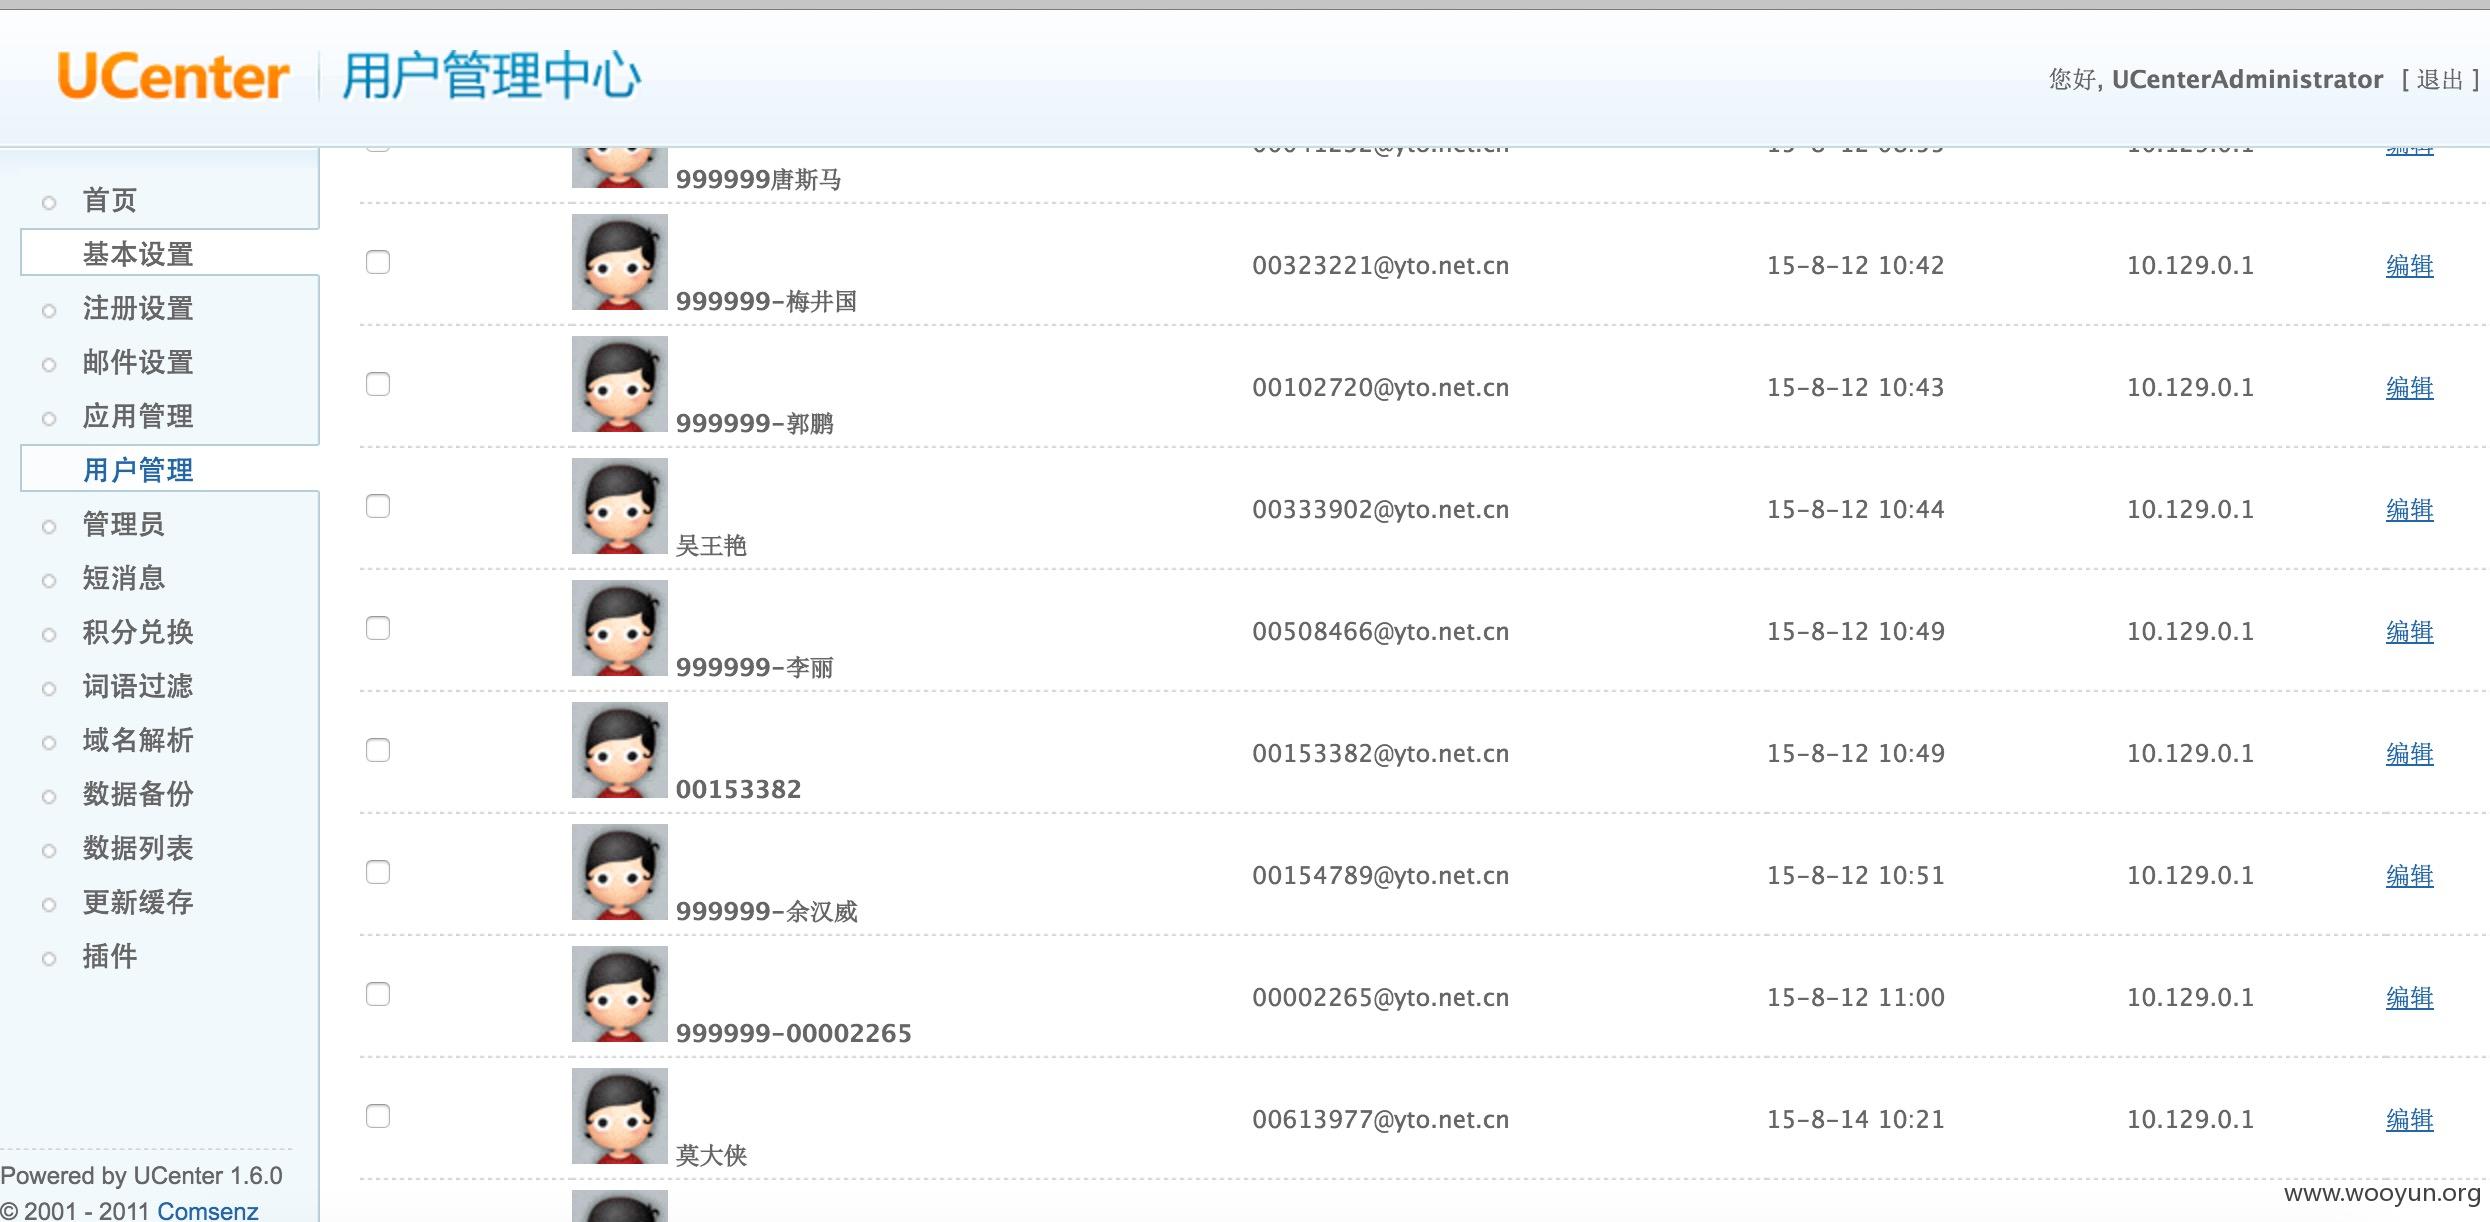 UCenter 用户管理中心
您好, UCenterAdministrator [ 退出 ]
首页
基本设置
注册设置
邮件设置
应用管理
用户管理
管理员
短消息
积分兑换
词语过滤
域名解析
数据备份
数据列表
更新缓存
插件
Powered by UCenter 1.6.0
© 2001 - 2011 Comsenz
999999唐斯马 编辑
999999-梅井国 00323221@yto.net.cn 15-8-12 10:42 10.129.0.1 编辑
999999-郭鹏 00102720@yto.net.cn 15-8-12 10:43 10.129.0.1 编辑
吴王艳 00333902@yto.net.cn 15-8-12 10:44 10.129.0.1 编辑
999999-李丽 00508466@yto.net.cn 15-8-12 10:49 10.129.0.1 编辑
00153382 00153382@yto.net.cn 15-8-12 10:49 10.129.0.1 编辑
999999-余汉威 00154789@yto.net.cn 15-8-12 10:51 10.129.0.1 编辑
999999-00002265 00002265@yto.net.cn 15-8-12 11:00 10.129.0.1 编辑
莫大侠 00613977@yto.net.cn 15-8-14 10:21 10.129.0.1 编辑
www.wooyun.org